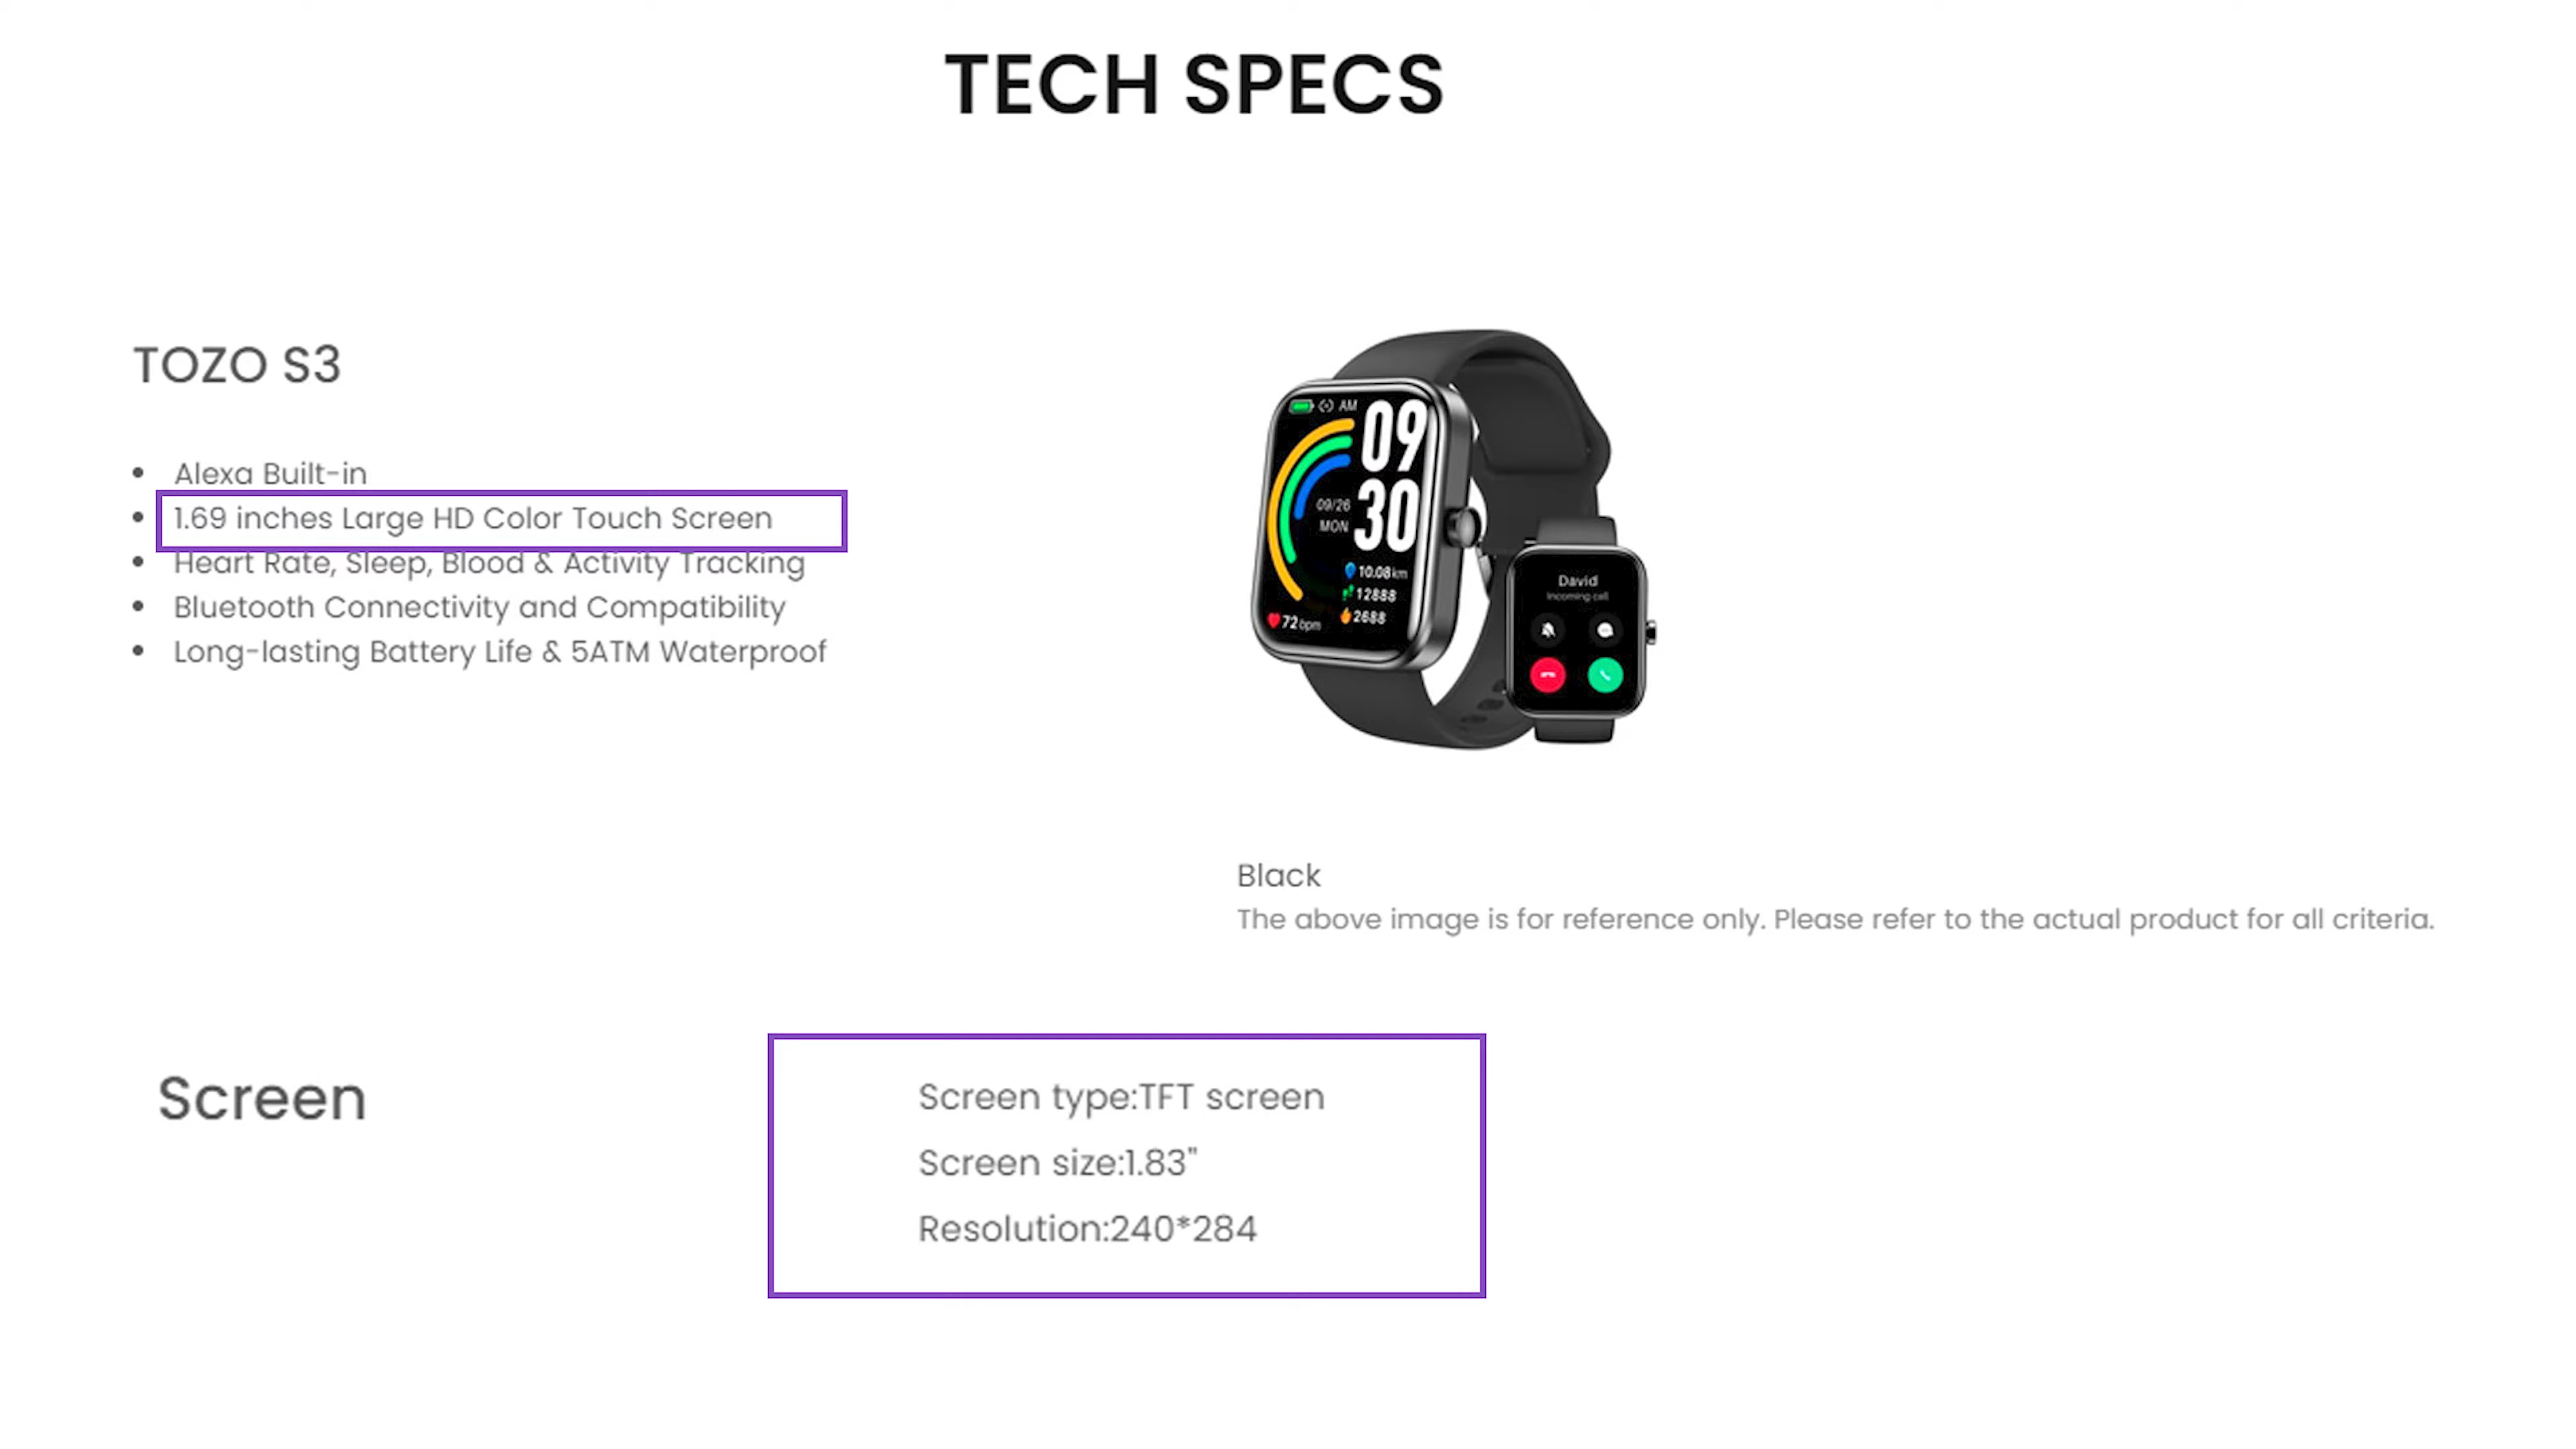 TECH SPECS
TOZO S3
Alexa Built-in
1.69 inches Large HD Color Touch Screen
Heart Rate, Sleep, Blood & Activity Tracking
Bluetooth Connectivity and Compatibility
Long-lasting Battery Life & 5ATM Waterproof
AM
09
30
09/26
MON
10.08km
12888
2688
72bpm
David
Incoming call
Black
The above image is for reference only. Please refer to the actual product for all criteria.
Screen
Screen type:TFT screen
Screen size:1.83"
Resolution:240*284